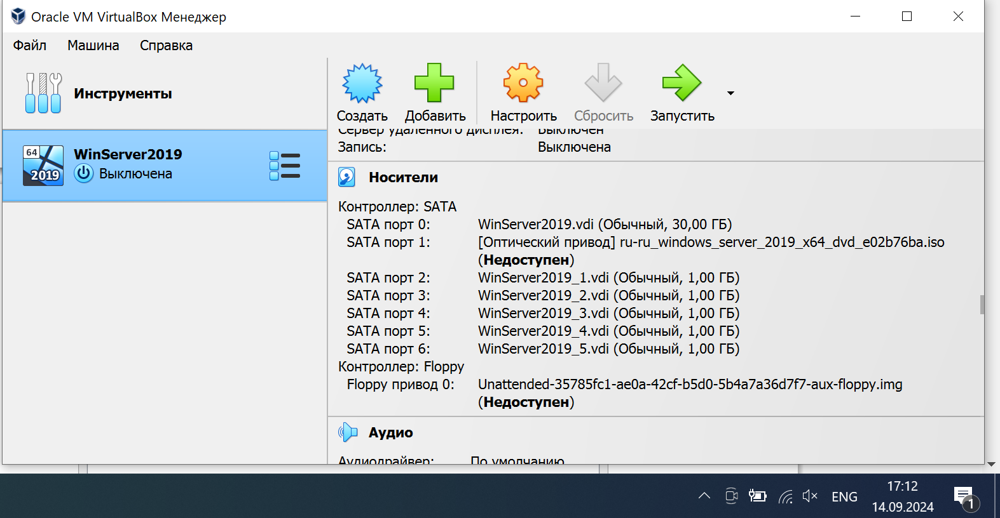 Oracle VM VirtualBox Менеджер
Файл Машина Справка
Инструменты
Создать Добавить Настроить Сбросить Запустить
64
2019
WinServer2019
Выключена
Сервер удаленного дисплея: Выключен
Запись: Выключена
Носители
Контроллер: SATA
SATA порт 0: WinServer2019.vdi (Обычный, 30,00 ГБ)
SATA порт 1: [Оптический привод] ru-ru_windows_server_2019_x64_dvd_e02b76ba.iso
(Недоступен)
SATA порт 2: WinServer2019_1.vdi (Обычный, 1,00 ГБ)
SATA порт 3: WinServer2019_2.vdi (Обычный, 1,00 ГБ)
SATA порт 4: WinServer2019_3.vdi (Обычный, 1,00 ГБ)
SATA порт 5: WinServer2019_4.vdi (Обычный, 1,00 ГБ)
SATA порт 6: WinServer2019_5.vdi (Обычный, 1,00 ГБ)
Контроллер: Floppy
Floppy привод 0: Unattended-35785fc1-ae0a-42cf-b5d0-5b4a7a36d7f7-aux-floppy.img
(Недоступен)
Аудио
Аудиодрайвер: По умолчанию
ENG
17:12
14.09.2024
1